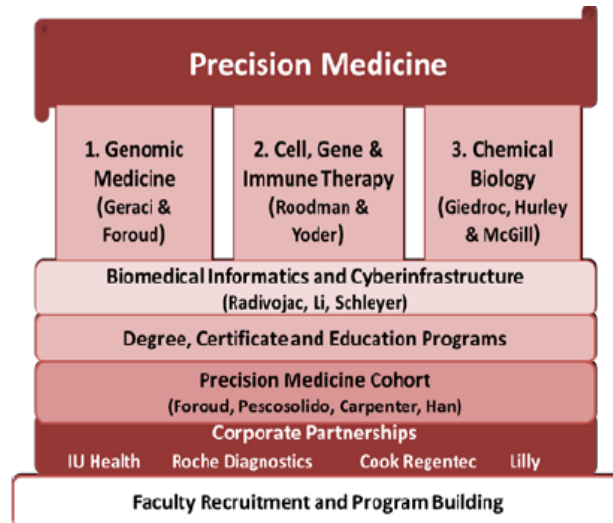 Precision Medicine
1. Genomic
Medicine
(Geraci &
Foroud)
2. Cell, Gene &
Immune Therapy
(Roodman &
Yoder)
3. Chemical
Biology
(Giedroc, Hurley
& McGill)
Biomedical Informatics and Cyberinfrastructure
(Radivojac, Li, Schleyer)
Degree, Certificate and Education Programs
Precision Medicine Cohort
(Foroud, Pescosolido, Carpenter, Han)
Corporate Partnerships
IU Health Roche Diagnostics Cook Regentec Lilly
Faculty Recruitment and Program Building